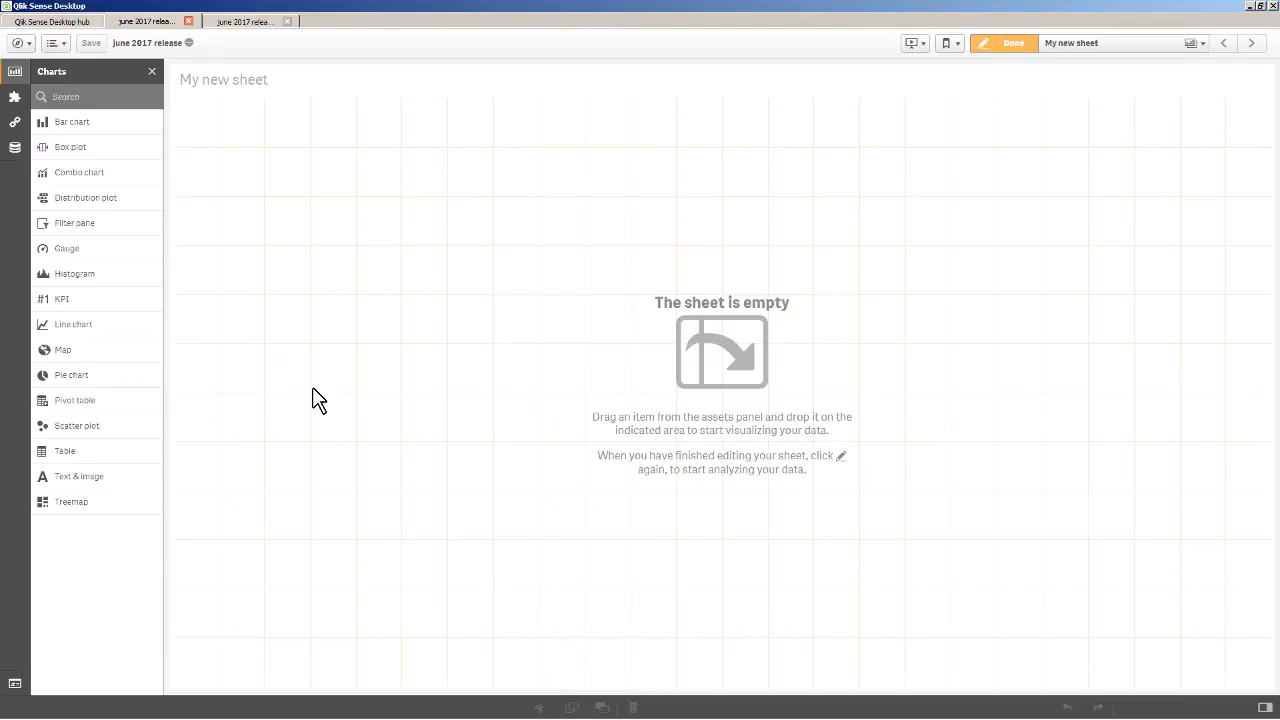 Qlik Sense Desktop
Qlik Sense Desktop hub
june 2017 relea...
june 2017 relea...
Save
june 2017 release
Done
My new sheet
Charts
My new sheet
Search
Bar chart
Box plot
Combo chart
Distribution plot
Filter pane
Gauge
Histogram
#1 KPI
Line chart
Map
Pie chart
Pivot table
Scatter plot
Table
A Text & image
Treemap
The sheet is empty
Drag an item from the assets panel and drop it on the
indicated area to start visualizing your data.
When you have finished editing your sheet, click
again, to start analyzing your data.